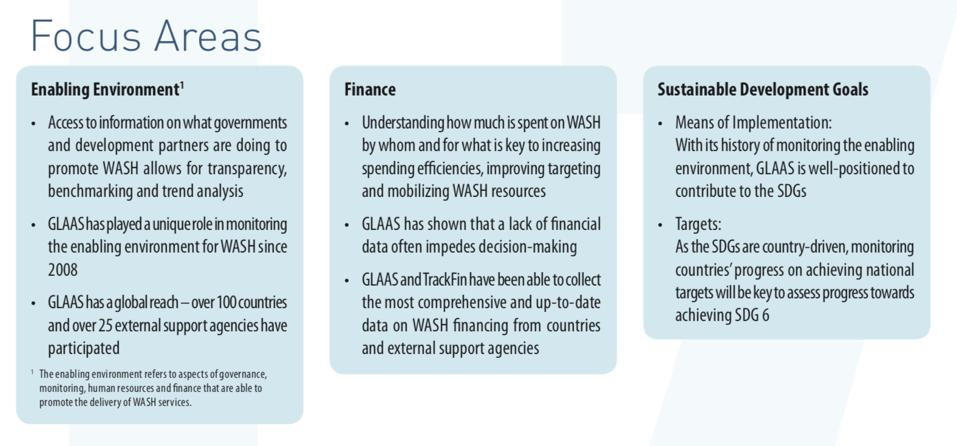 Focus Areas
Enabling Environment¹
• Access to information on what governments
and development partners are doing to
promote WASH allows for transparency,
benchmarking and trend analysis
• GLAAS has played a unique role in monitoring
the enabling environment for WASH since
2008
• GLAAS has a global reach – over 100 countries
and over 25 external support agencies have
participated
¹ The enabling environment refers to aspects of governance,
monitoring, human resources and finance that are able to
promote the delivery of WASH services.
Finance
• Understanding how much is spent on WASH
by whom and for what is key to increasing
spending efficiencies, improving targeting
and mobilizing WASH resources
• GLAAS has shown that a lack of financial
data often impedes decision-making
• GLAAS and TrackFin have been able to collect
the most comprehensive and up-to-date
data on WASH financing from countries
and external support agencies
Sustainable Development Goals
• Means of Implementation:
With its history of monitoring the enabling
environment, GLAAS is well-positioned to
contribute to the SDGs
• Targets:
As the SDGs are country-driven, monitoring
countries' progress on achieving national
targets will be key to assess progress towards
achieving SDG 6